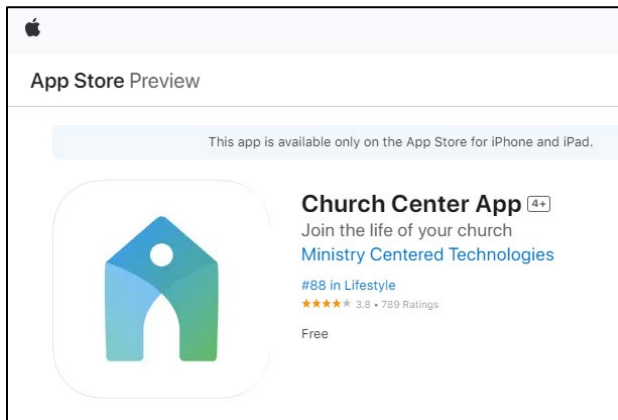 App Store Preview
This app is available only on the App Store for iPhone and iPad.
Church Center App 4+
Join the life of your church
Ministry Centered Technologies
#88 in Lifestyle
★★★★★ 3.8 • 789 Ratings
Free